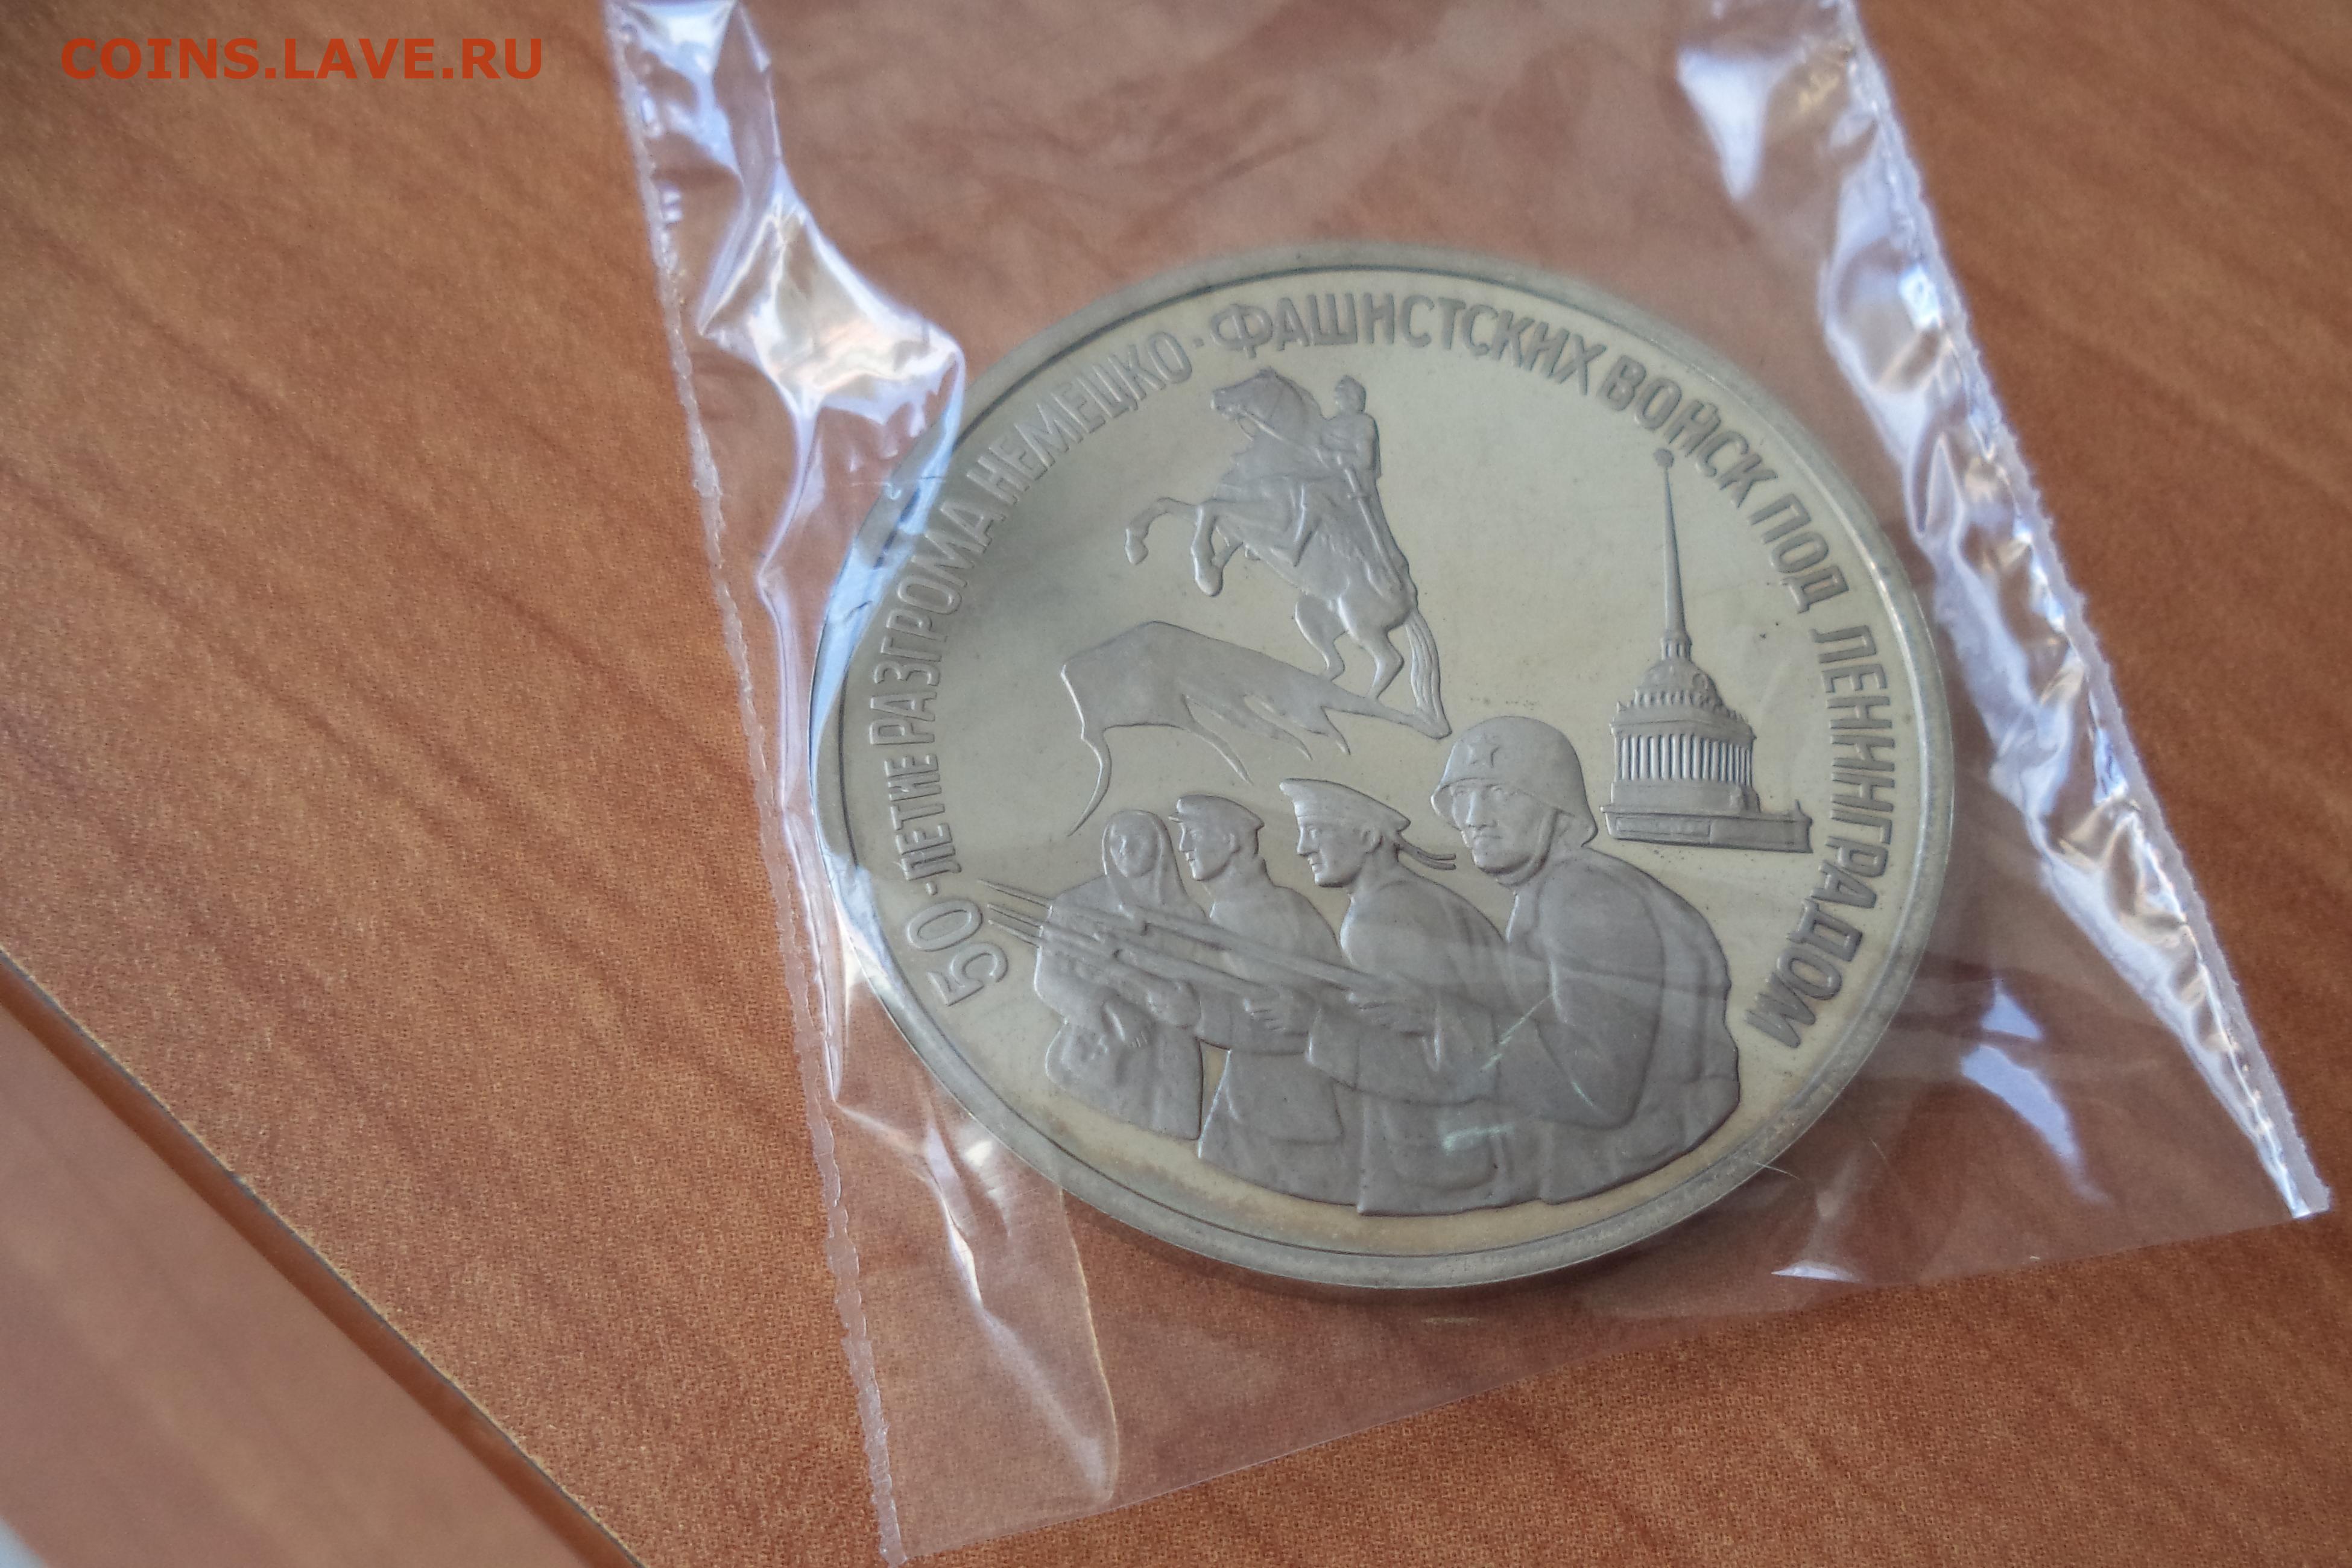 COINS.LAVE.RU
50-ЛЕТИЕ РАЗГРОМА НЕМЕЦКО-ФАШИСТСКИХ ВОЙСК ПОД ЛЕНИНГРАДОМ